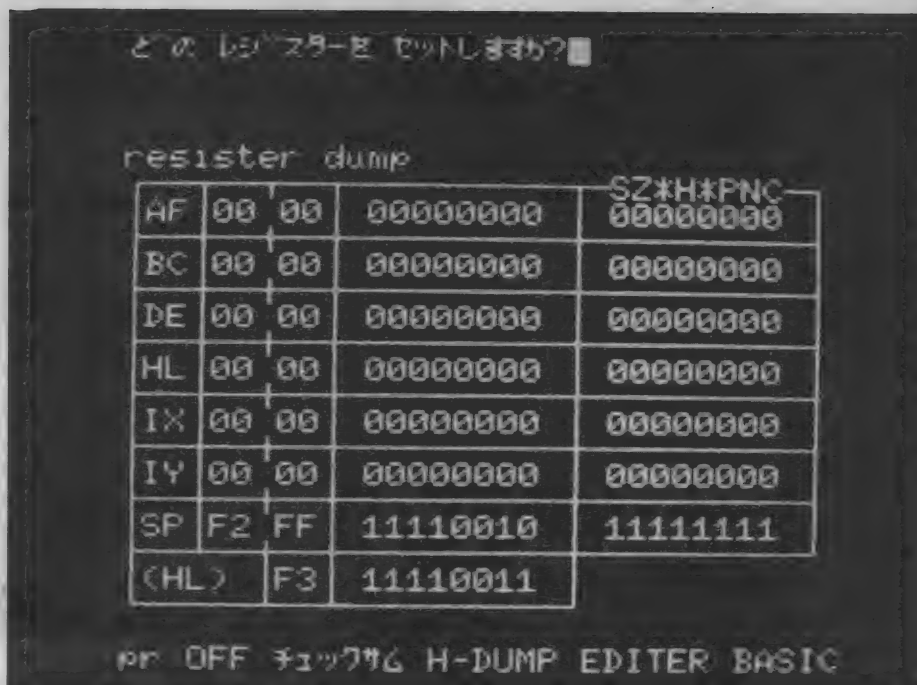 どの レジスターを セットしますか?
resister dump
SZ*H*PNC
AF 00 00 00000000 00000000
BC 00 00 00000000 00000000
DE 00 00 00000000 00000000
HL 00 00 00000000 00000000
IX 00 00 00000000 00000000
IY 00 00 00000000 00000000
SP F2 FF 11110010 11111111
(HL) F3 11110011
pr OFF チェックサム H-DUMP EDITER BASIC